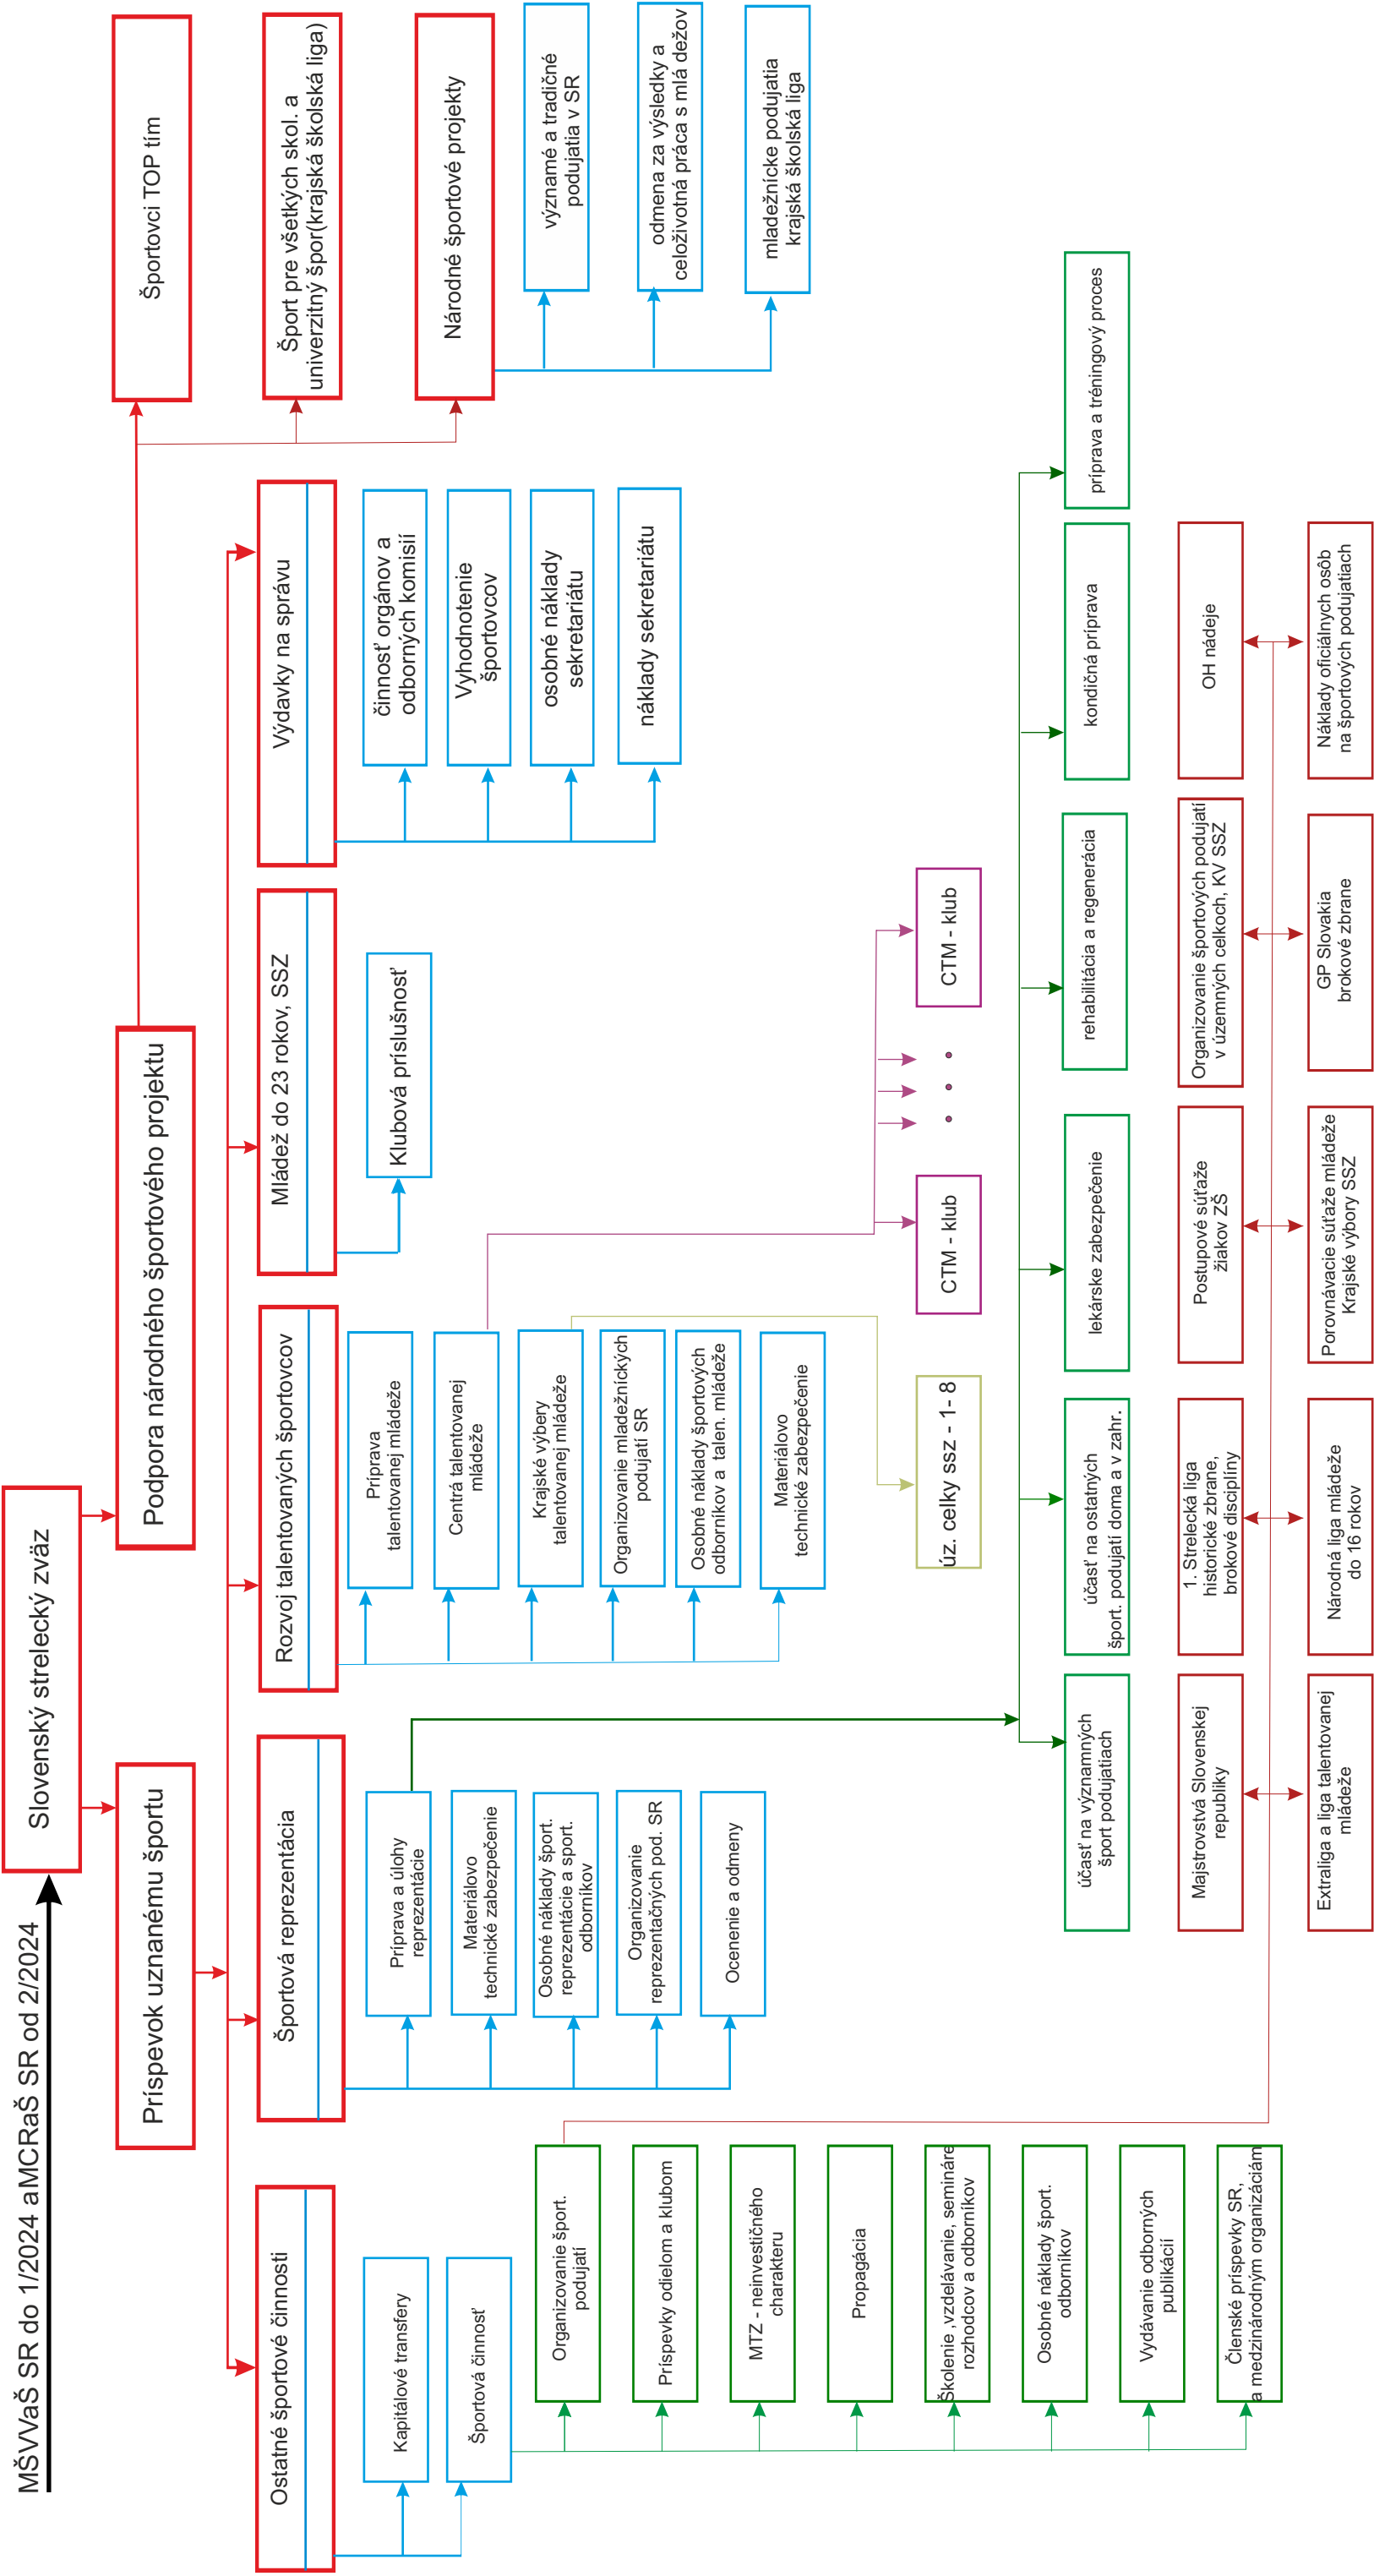 MŠVVaŠ SR do 1/2024 aMCRaŠ SR od 2/2024
Slovenský strelecký zväz
Príspevok uznanému športu
Podpora národného športového projektu
Športovci TOP tím
Šport pre všetkých skol. a
univerzitný špor(krajská školská liga)
Národné športové projekty
významé a tradičné
podujatia v SR
odmena za výsledky a
celoživotná práca s mlá dežov
mladežnícke podujatia
krajská školská liga
Ostatné športové činnosti
Športová reprezentácia
Rozvoj talentovaných športovcov
Mládež do 23 rokov, SSZ
Výdavky na správu
Kapitálové transfery
Športová činnosť
Príprava a úlohy
reprezentácie
Materiálovo
technické zabezpečenie
Osobné náklady šport.
reprezentácie a sport.
odborníkov
Organizovanie
reprezentačných pod. SR
Ocenenie a odmeny
Príprava
talentovanej mládeže
Centrá talentovanej
mládeže
Krajské výbery
talentovanej mládeže
Organizovanie mladežníckych
podujatí SR
Osobné náklady športových
odborníkov a talen. mládeže
Materiálovo
technické zabezpečenie
Klubová príslušnosť
činnosť orgánov a
odborných komisií
Vyhodnotenie
športovcov
osobné náklady
sekretariátu
náklady sekretariátu
Organizovanie šport.
podujatí
Príspevky odielom a klubom
MTZ - neinvestičného
charakteru
Propagácia
Školenie ,vzdelávanie, semináre
rozhodcov a odborníkov
Osobné náklady šport.
odborníkov
Vydávanie odborných
publikácií
Členské príspevky SR,
a medzinárodným organizáciám
úz. celky ssz - 1- 8
CTM - klub
CTM - klub
účasť na významných
šport podujatiach
účasť na ostatných
šport. podujatí doma a v zahr.
lekárske zabezpečenie
rehabilitácia a regenerácia
kondičná príprava
príprava a tréningový proces
Majstrovstvá Slovenskej
republiky
1. Strelecká liga
historické zbrane,
brokové disciplíny
Postupové súťaže
žiakov ZŠ
Organizovanie športových podujatí
v územných celkoch, KV SSZ
OH nádeje
Extraliga a liga talentovanej
mládeže
Národná liga mládeže
do 16 rokov
Porovnávacie súťaže mládeže
Krajské výbory SSZ
GP Slovakia
brokové zbrane
Náklady oficiálnych osôb
na športových podujatiach